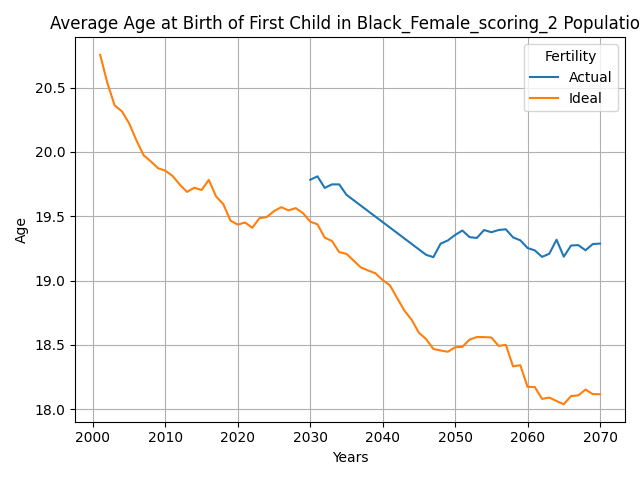 Average Age at Birth of First Child in Black_Female_scoring_2 Populatio
Fertility
Actual
Ideal
20.5
20.0
19.5
19.0
18.5
18.0
Age
2000 2010 2020 2030 2040 2050 2060 2070
Years